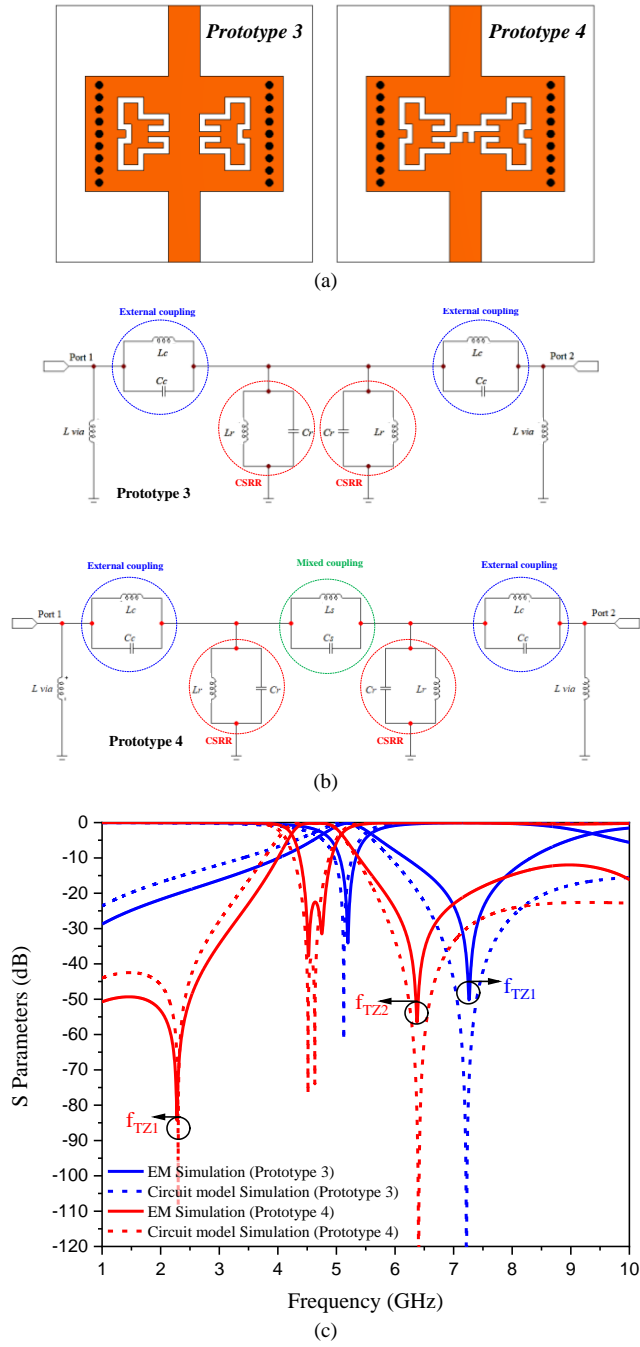 Prototype 3
Prototype 4
(a)
External coupling
External coupling
Lc
Lc
Port 1
Port 2
Cc
Cc
L via
Lr
Cr
Cr
Lr
L via
CSRR
CSRR
Prototype 3
External coupling
Mixed coupling
External coupling
Lc
Ls
Lc
Port 1
Port 2
Cc
Cs
Cc
L via
Lr
Cr
Cr
Lr
L via
CSRR
CSRR
Prototype 4
(b)
S Parameters (dB)
0
-10
-20
-30
-40
-50
-60
-70
-80
-90
-100
-110
-120
fTZ2
fTZ1
fTZ1
EM Simulation (Prototype 3)
Circuit model Simulation (Prototype 3)
EM Simulation (Prototype 4)
Circuit model Simulation (Prototype 4)
1 2 3 4 5 6 7 8 9 10
Frequency (GHz)
(c)